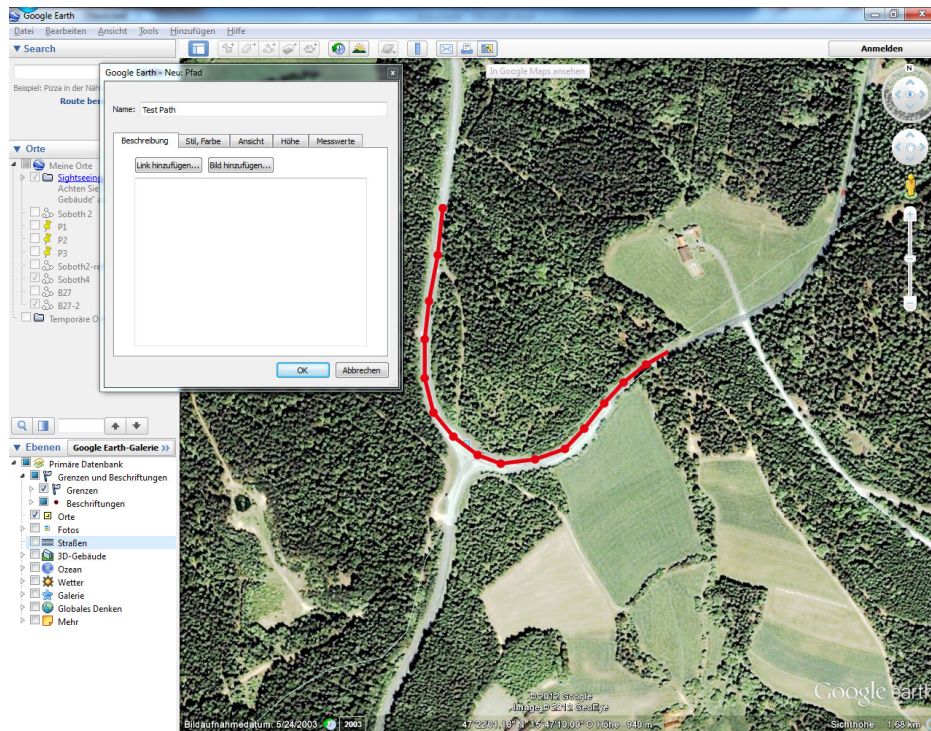 Google Earth
Datei Bearbeiten Ansicht Tools Hinzufügen Hilfe
Search
Anmelden
In Google Maps ansehen
N
Beispiel: Pizza in der Näh
Route ber
Google Earth - Neu: Pfad
Name: Test Path
Beschreibung Stil, Farbe Ansicht Höhe Messwerte
Link hinzufügen... Bild hinzufügen...
OK Abbrechen
Orte
Meine Orte
Sightseeing
Achten Sie
Gebäude" a
Soboth 2
P1
P2
P3
Soboth2-re
Soboth4
B27
B27-2
Temporäre O
Ebenen Google Earth-Galerie >>
Primäre Datenbank
Grenzen und Beschriftungen
Grenzen
Beschriftungen
Orte
Fotos
Straßen
3D-Gebäude
Ozean
Wetter
Galerie
Globales Denken
Mehr
© 2012 Google
Image © 2012 GeoEye
Google earth
Bildaufnahmedatum: 5/24/2003 2003
Höhe 940 m
Sichthöhe 1.68 km